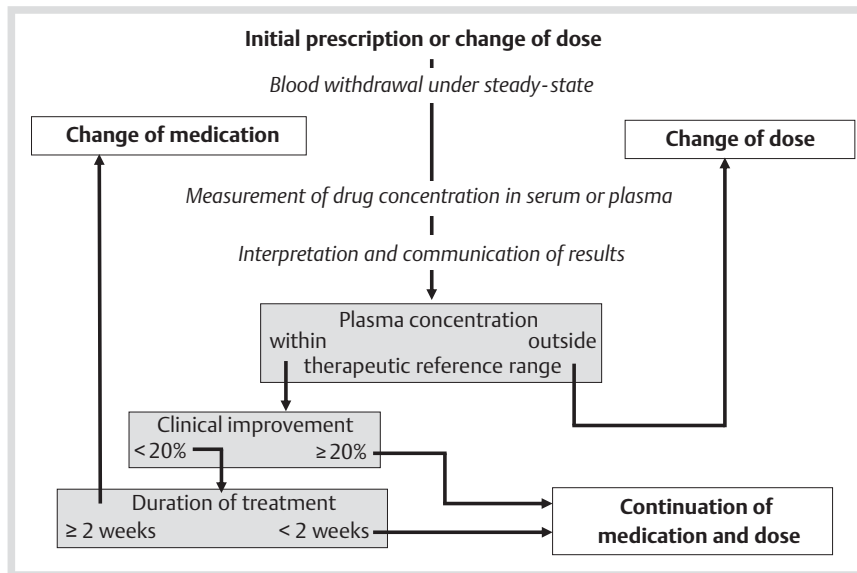 Initial prescription or change of dose
Blood withdrawal under steady-state
Change of medication
Change of dose
Measurement of drug concentration in serum or plasma
Interpretation and communication of results
Plasma concentration
within outside
therapeutic reference range
Clinical improvement
< 20% ≥ 20%
Duration of treatment
≥ 2 weeks < 2 weeks
Continuation of
medication and dose